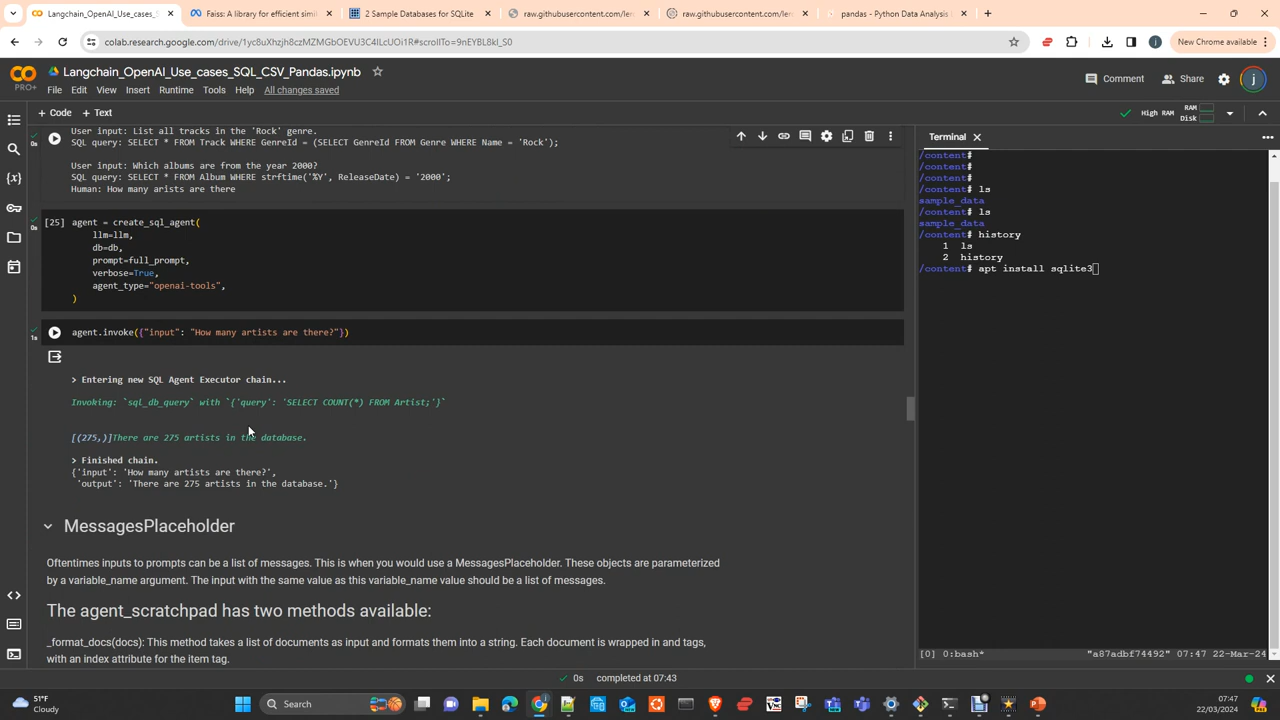 Langchain_OpenAI_Use_cases_
Faiss: A library for efficient simil
2 Sample Databases for SQLite
raw.githubusercontent.com/lern
raw.githubusercontent.com/lerd
pandas - Python Data Analysis l
colab.research.google.com/drive/1yc8uXhzjh8czMZMGbOEVU3C4ILcUOi1R#scrollTo=9nEYBL8kI_S0
New Chrome available
PRO+
Langchain_OpenAI_Use_cases_SQL_CSV_Pandas.ipynb
File Edit View Insert Runtime Tools Help All changes saved
Comment
Share
j
+ Code + Text
High RAM
RAM
Disk
User input: List all tracks in the 'Rock' genre.
SQL query: SELECT * FROM Track WHERE GenreId = (SELECT GenreId FROM Genre WHERE Name = 'Rock');
User input: Which albums are from the year 2000?
SQL query: SELECT * FROM Album WHERE strftime('%Y', ReleaseDate) = '2000';
Human: How many arists are there
0s
[25] agent = create_sql_agent(
llm=llm,
db=db,
prompt=full_prompt,
verbose=True,
agent_type="openai-tools",
)
0s
agent.invoke({"input": "How many artists are there?"})
1s
> Entering new SQL Agent Executor chain...
Invoking: `sql_db_query` with `{'query': 'SELECT COUNT(*) FROM Artist;'}`
[(275,)]There are 275 artists in the database.
> Finished chain.
{'input': 'How many artists are there?',
'output': 'There are 275 artists in the database.'}
MessagesPlaceholder
Oftentimes inputs to prompts can be a list of messages. This is when you would use a MessagesPlaceholder. These objects are parameterized
by a variable_name argument. The input with the same value as this variable_name value should be a list of messages.
The agent_scratchpad has two methods available:
_format_docs(docs): This method takes a list of documents as input and formats them into a string. Each document is wrapped in and tags,
with an index attribute for the item tag.
Terminal
/content#
/content#
/content#
/content# ls
sample_data
/content# ls
sample_data
/content# history
1 ls
2 history
/content# apt install sqlite3
[0] 0:bash* "a87adbf74492" 07:47 22-Mar-24
0s completed at 07:43
51°F
Cloudy
Search
07:47
22/03/2024